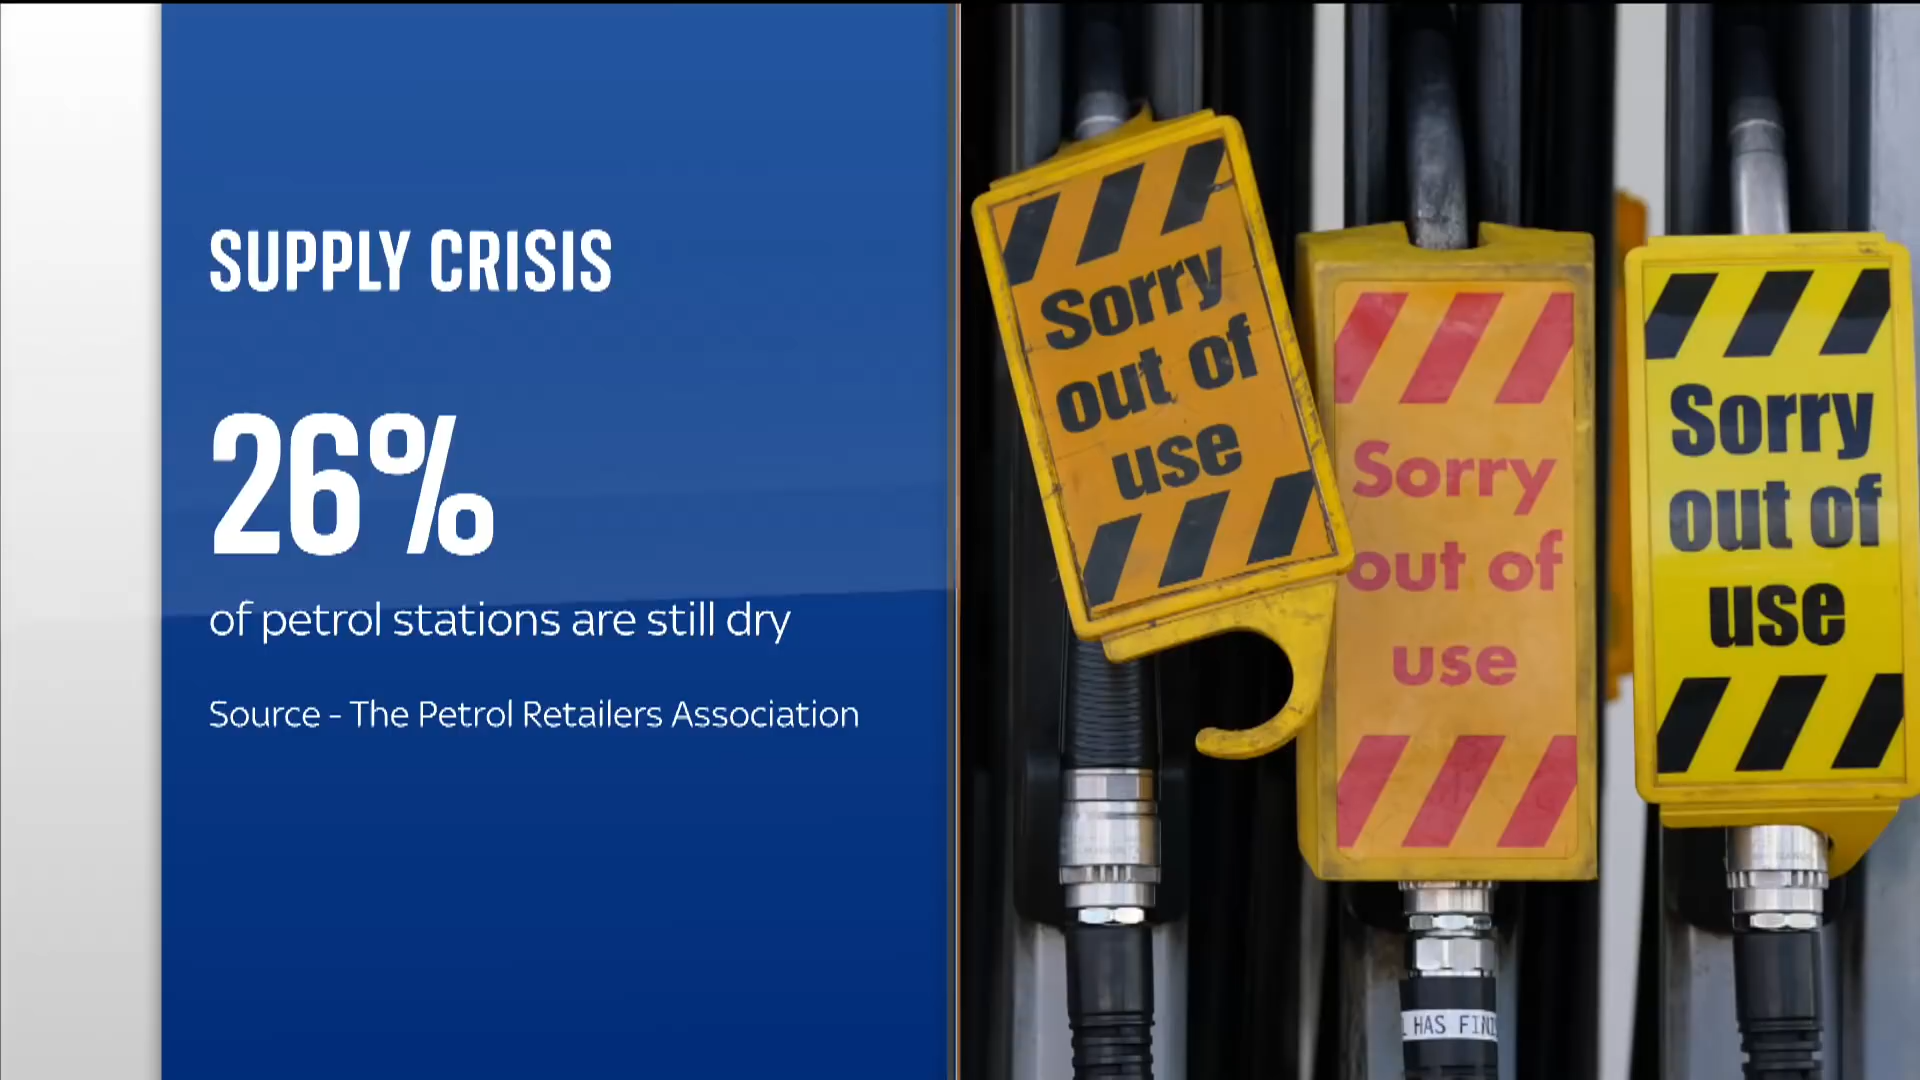 SUPPLY CRISIS
26%
of petrol stations are still dry
Source - The Petrol Retailers Association
Sorry
out of
use
Sorry
out of
use
Sorry
out of
use
HAS